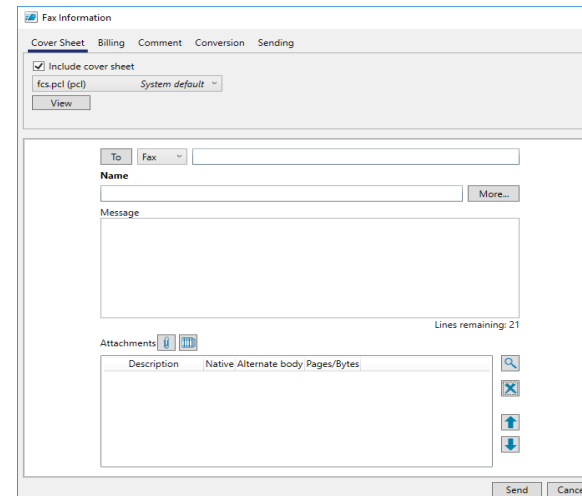 Fax Information
Cover Sheet Billing Comment Conversion Sending
Include cover sheet
fcs.pcl (pcl) System default
View
To Fax
Name
More...
Message
Lines remaining: 21
Attachments
Description Native Alternate body Pages/Bytes
Send Cance